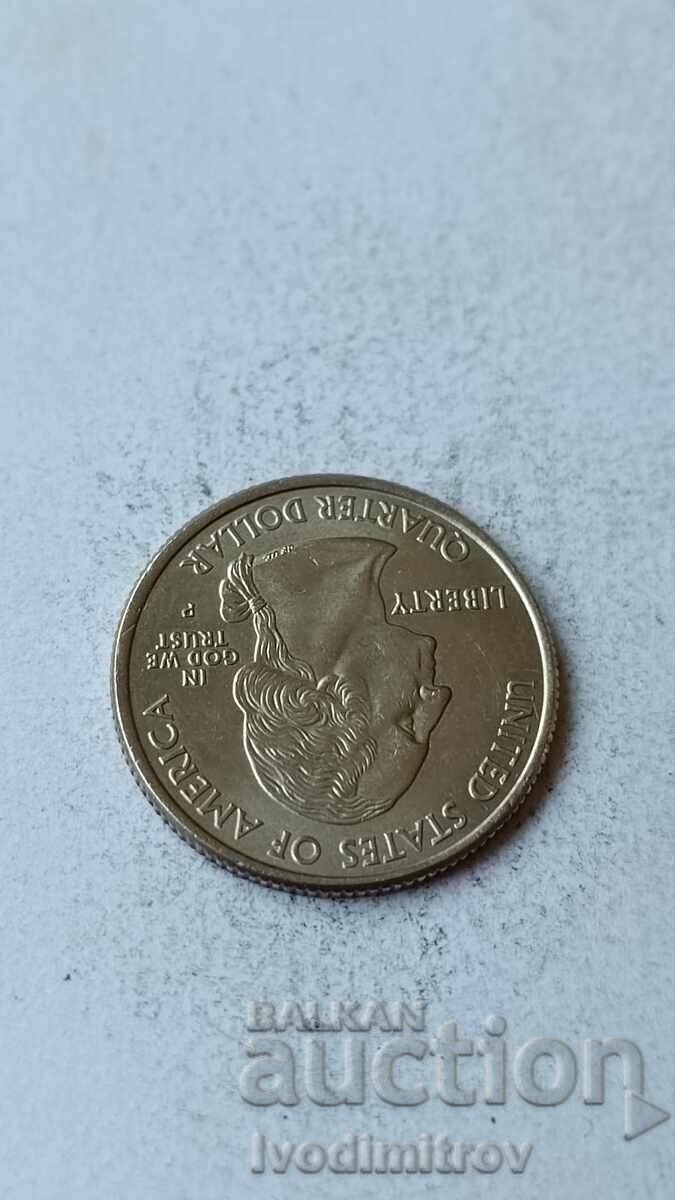 UNITED STATES OF AMERICA
LIBERTY
IN
GOD WE
TRUST
P
QUARTER DOLLAR
BALKAN
auction
Ivodimitrov